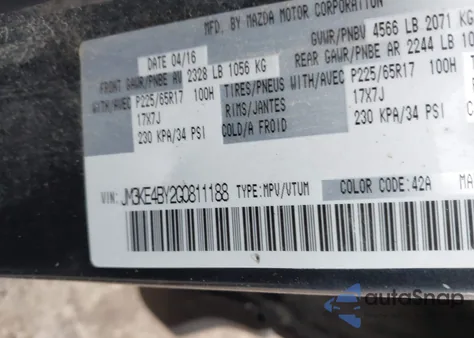 MFD. BY MAZDA MOTOR CORPORATION
DATE 04/16 GVWR/PNBV 4566 LB 2071 KG
FRONT GAWR/PNBE AV 2328 LB 1056 KG REAR GAWR/PNBE AR 2244 LB
WITH/AVEC P225/65R17 100H TIRES/PNEUS WITH/AVEC P225/65R17 100H
17X7J RIMS/JANTES 17X7J
230 KPA/34 PSI COLD/A FROID 230 KPA/34 PSI
VIN: JM3KE4BY2G0811188 TYPE:MPV/VTUM COLOR CODE:42A
autoSnap